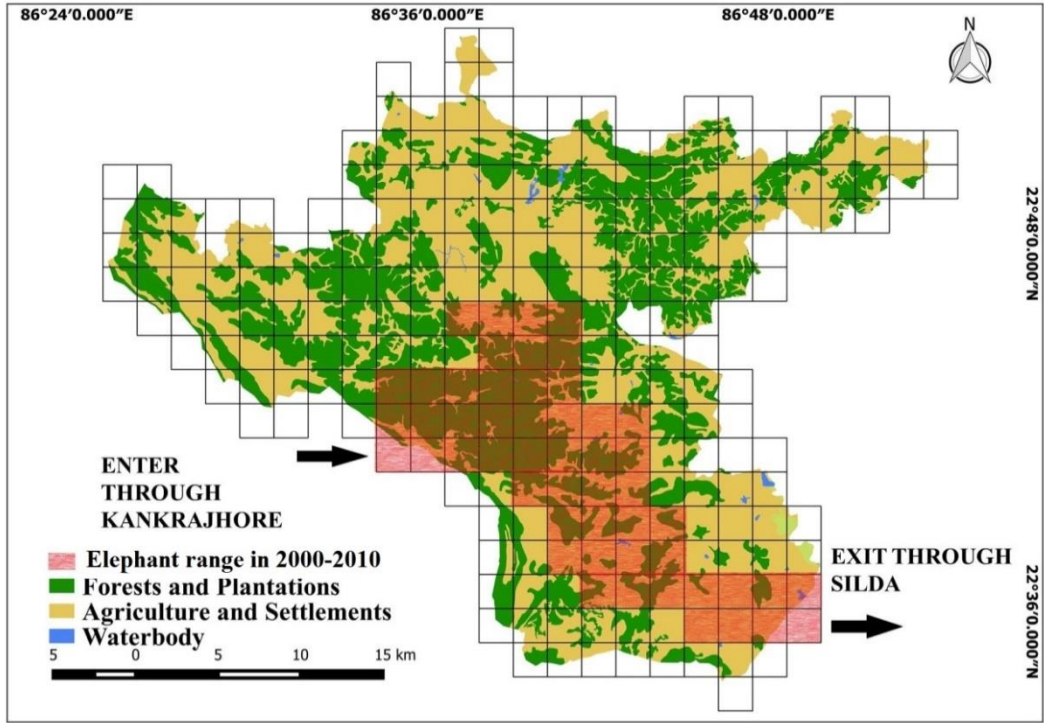 86°24′0.000″E
86°36′0.000″E
86°48′0.000″E
N
22°48′0.000″N
ENTER
THROUGH
KANKRAJHORE
Elephant range in 2000-2010
Forests and Plantations
Agriculture and Settlements
Waterbody
5 0 5 10 15 km
EXIT THROUGH
SILDA
22°36′0.000″N